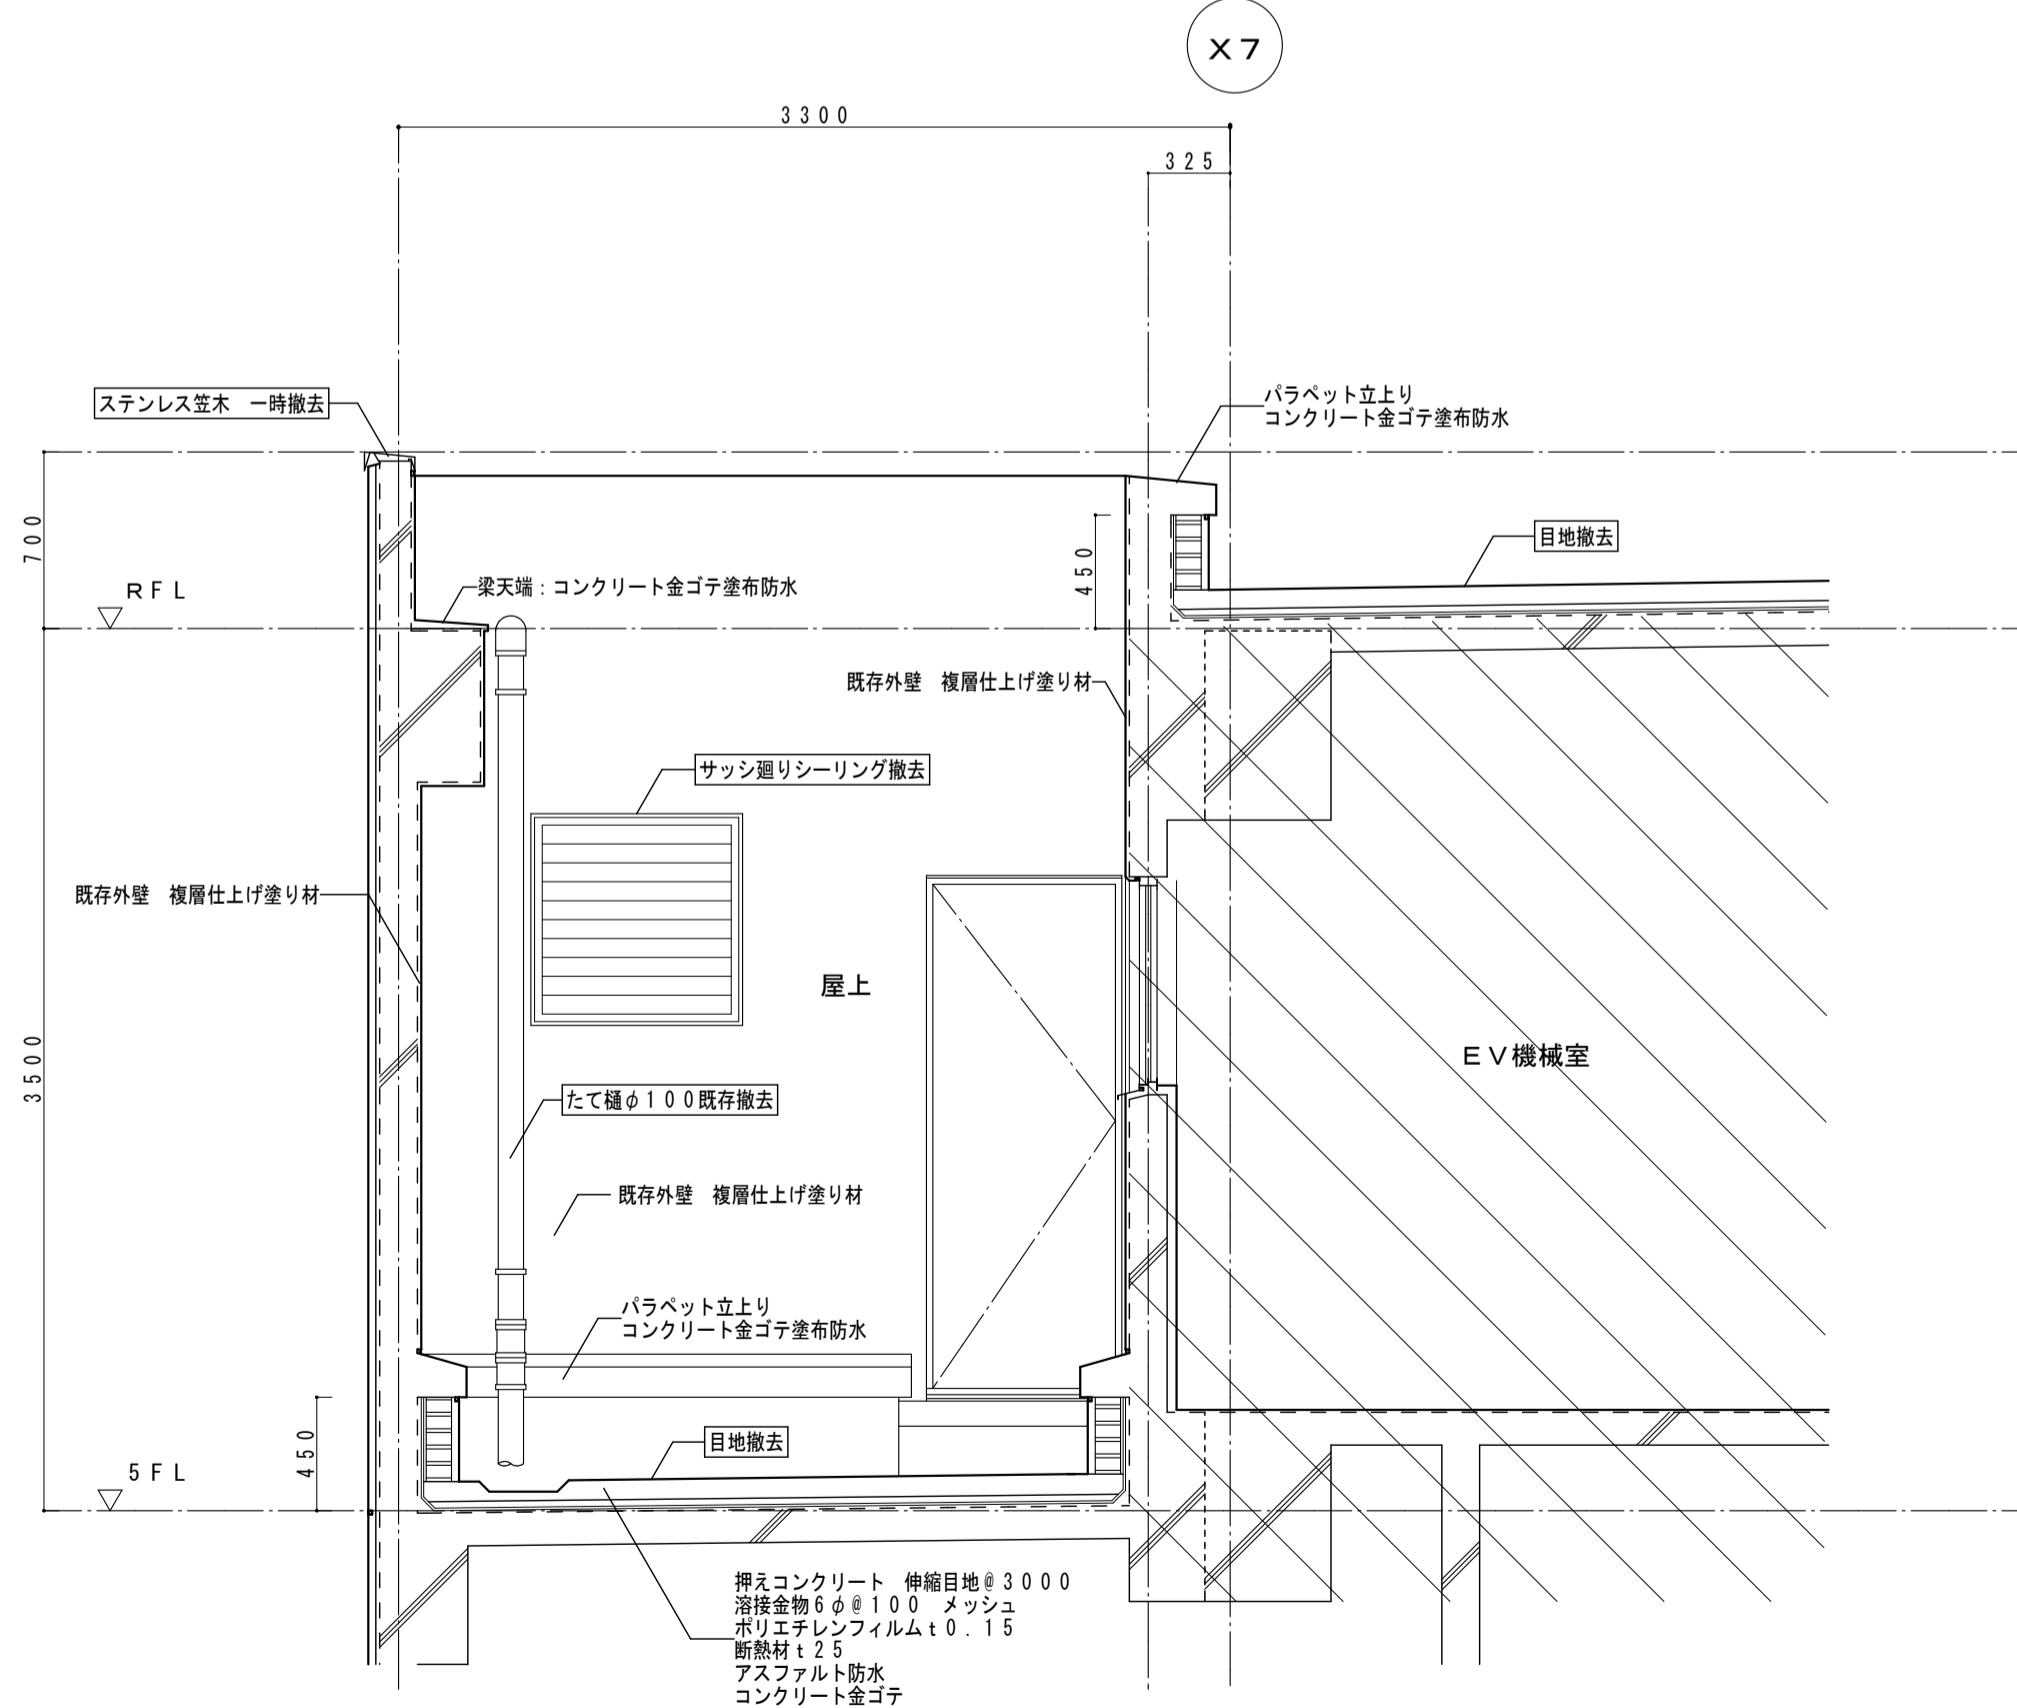 X7
3300
325
ステンレス笠木　一時撤去
パラペット立上り
コンクリート金ゴテ塗布防水
700
450
目地撤去
RFL
梁天端：コンクリート金ゴテ塗布防水
既存外壁　複層仕上げ塗り材
サッシ廻りシーリング撤去
既存外壁　複層仕上げ塗り材
屋上
3500
EV機械室
たて樋φ100既存撤去
既存外壁　複層仕上げ塗り材
パラペット立上り
コンクリート金ゴテ塗布防水
450
目地撤去
5FL
押えコンクリート　伸縮目地@3000
溶接金物6φ@100　メッシュ
ポリエチレンフィルムt0.15
断熱材t25
アスファルト防水
コンクリート金ゴテ